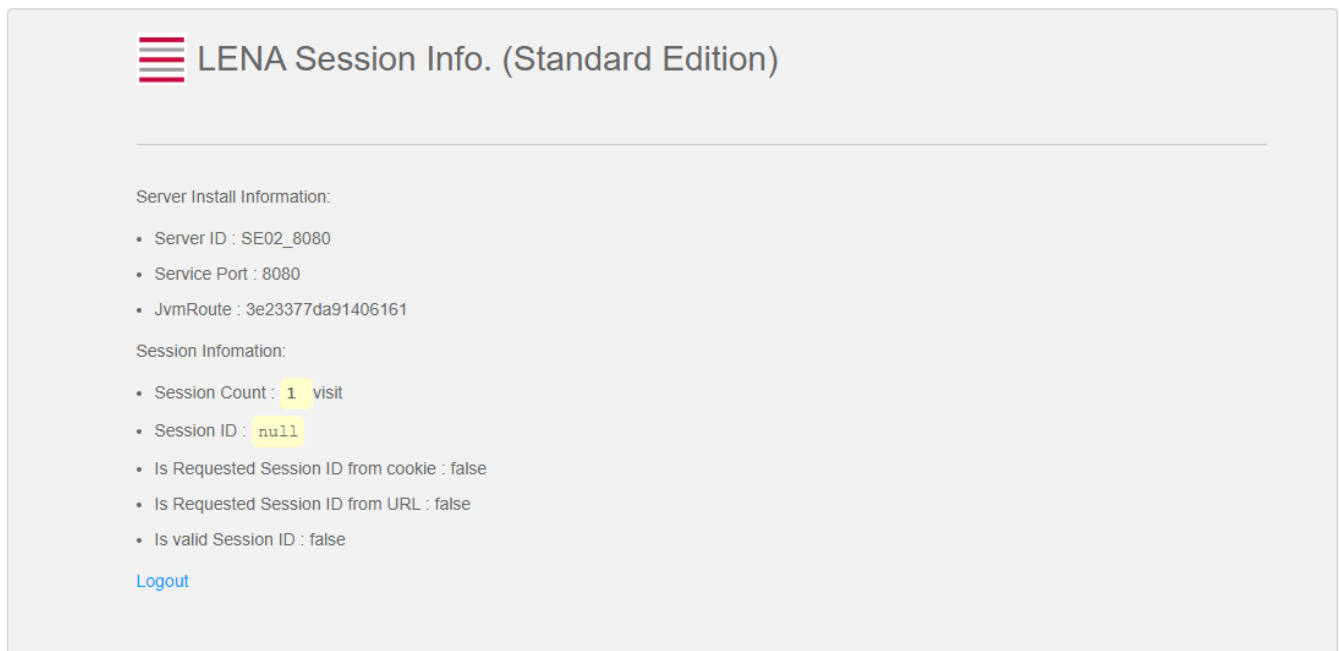 LENA Session Info. (Standard Edition)
Server Install Information:
• Server ID : SE02_8080
• Service Port : 8080
• JvmRoute : 3e23377da91406161
Session Infomation:
• Session Count : 1 visit
• Session ID : null
• Is Requested Session ID from cookie : false
• Is Requested Session ID from URL : false
• Is valid Session ID : false
Logout